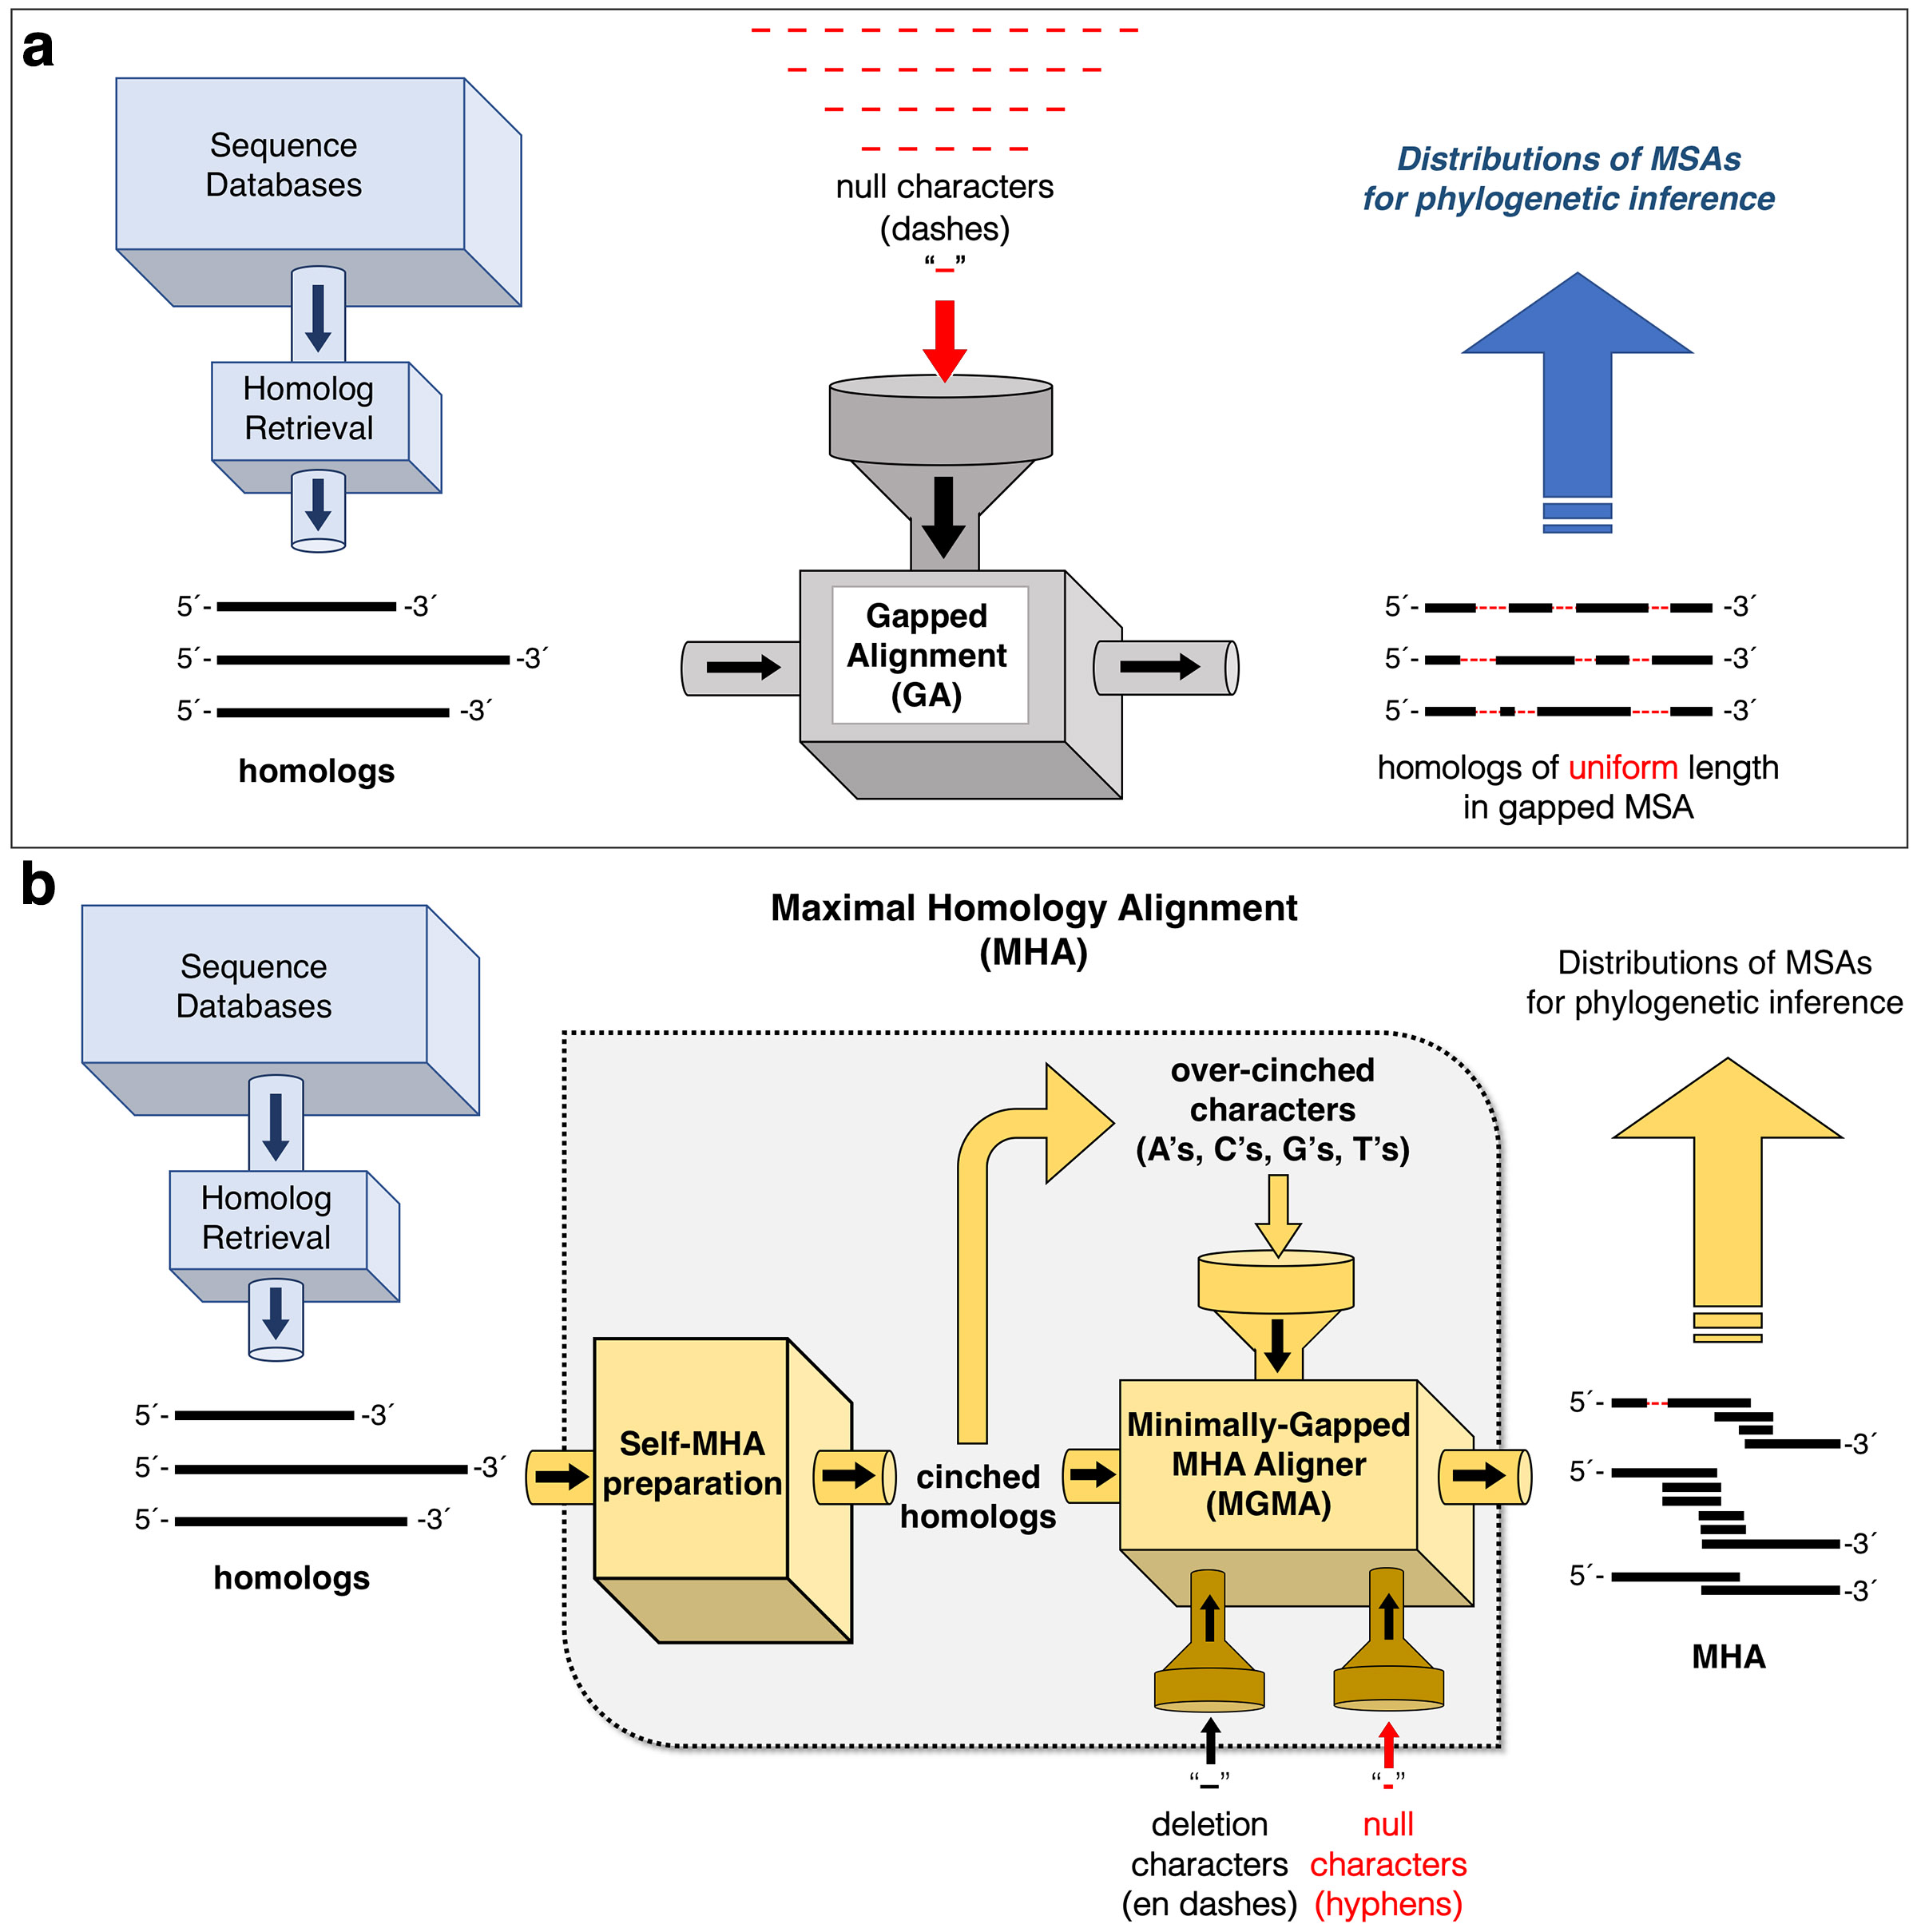 a
Sequence
Databases
Homolog
Retrieval
5´-
-3´
5´-
-3´
5´-
-3´
homologs
null characters
(dashes)
“–”
Gapped
Alignment
(GA)
Distributions of MSAs
for phylogenetic inference
5´-
-3´
5´-
-3´
5´-
-3´
homologs of uniform length
in gapped MSA
b
Maximal Homology Alignment
(MHA)
Sequence
Databases
Homolog
Retrieval
5´-
-3´
5´-
-3´
5´-
-3´
homologs
Self-MHA
preparation
cinched
homologs
over-cinched
characters
(A’s, C’s, G’s, T’s)
Minimally-Gapped
MHA Aligner
(MGMA)
“–”
deletion
characters
(en dashes)
“-”
null
characters
(hyphens)
Distributions of MSAs
for phylogenetic inference
5´-
-3´
5´-
-3´
5´-
-3´
MHA